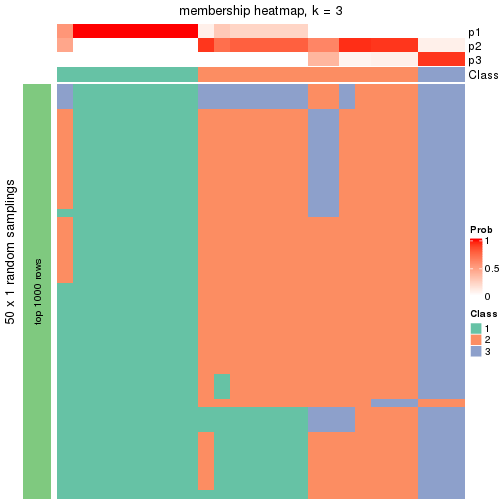 membership heatmap, k = 3
p1
p2
p3
Class
50 x 1 random samplings
top 1000 rows
Prob
1
0.5
0
Class
1
2
3